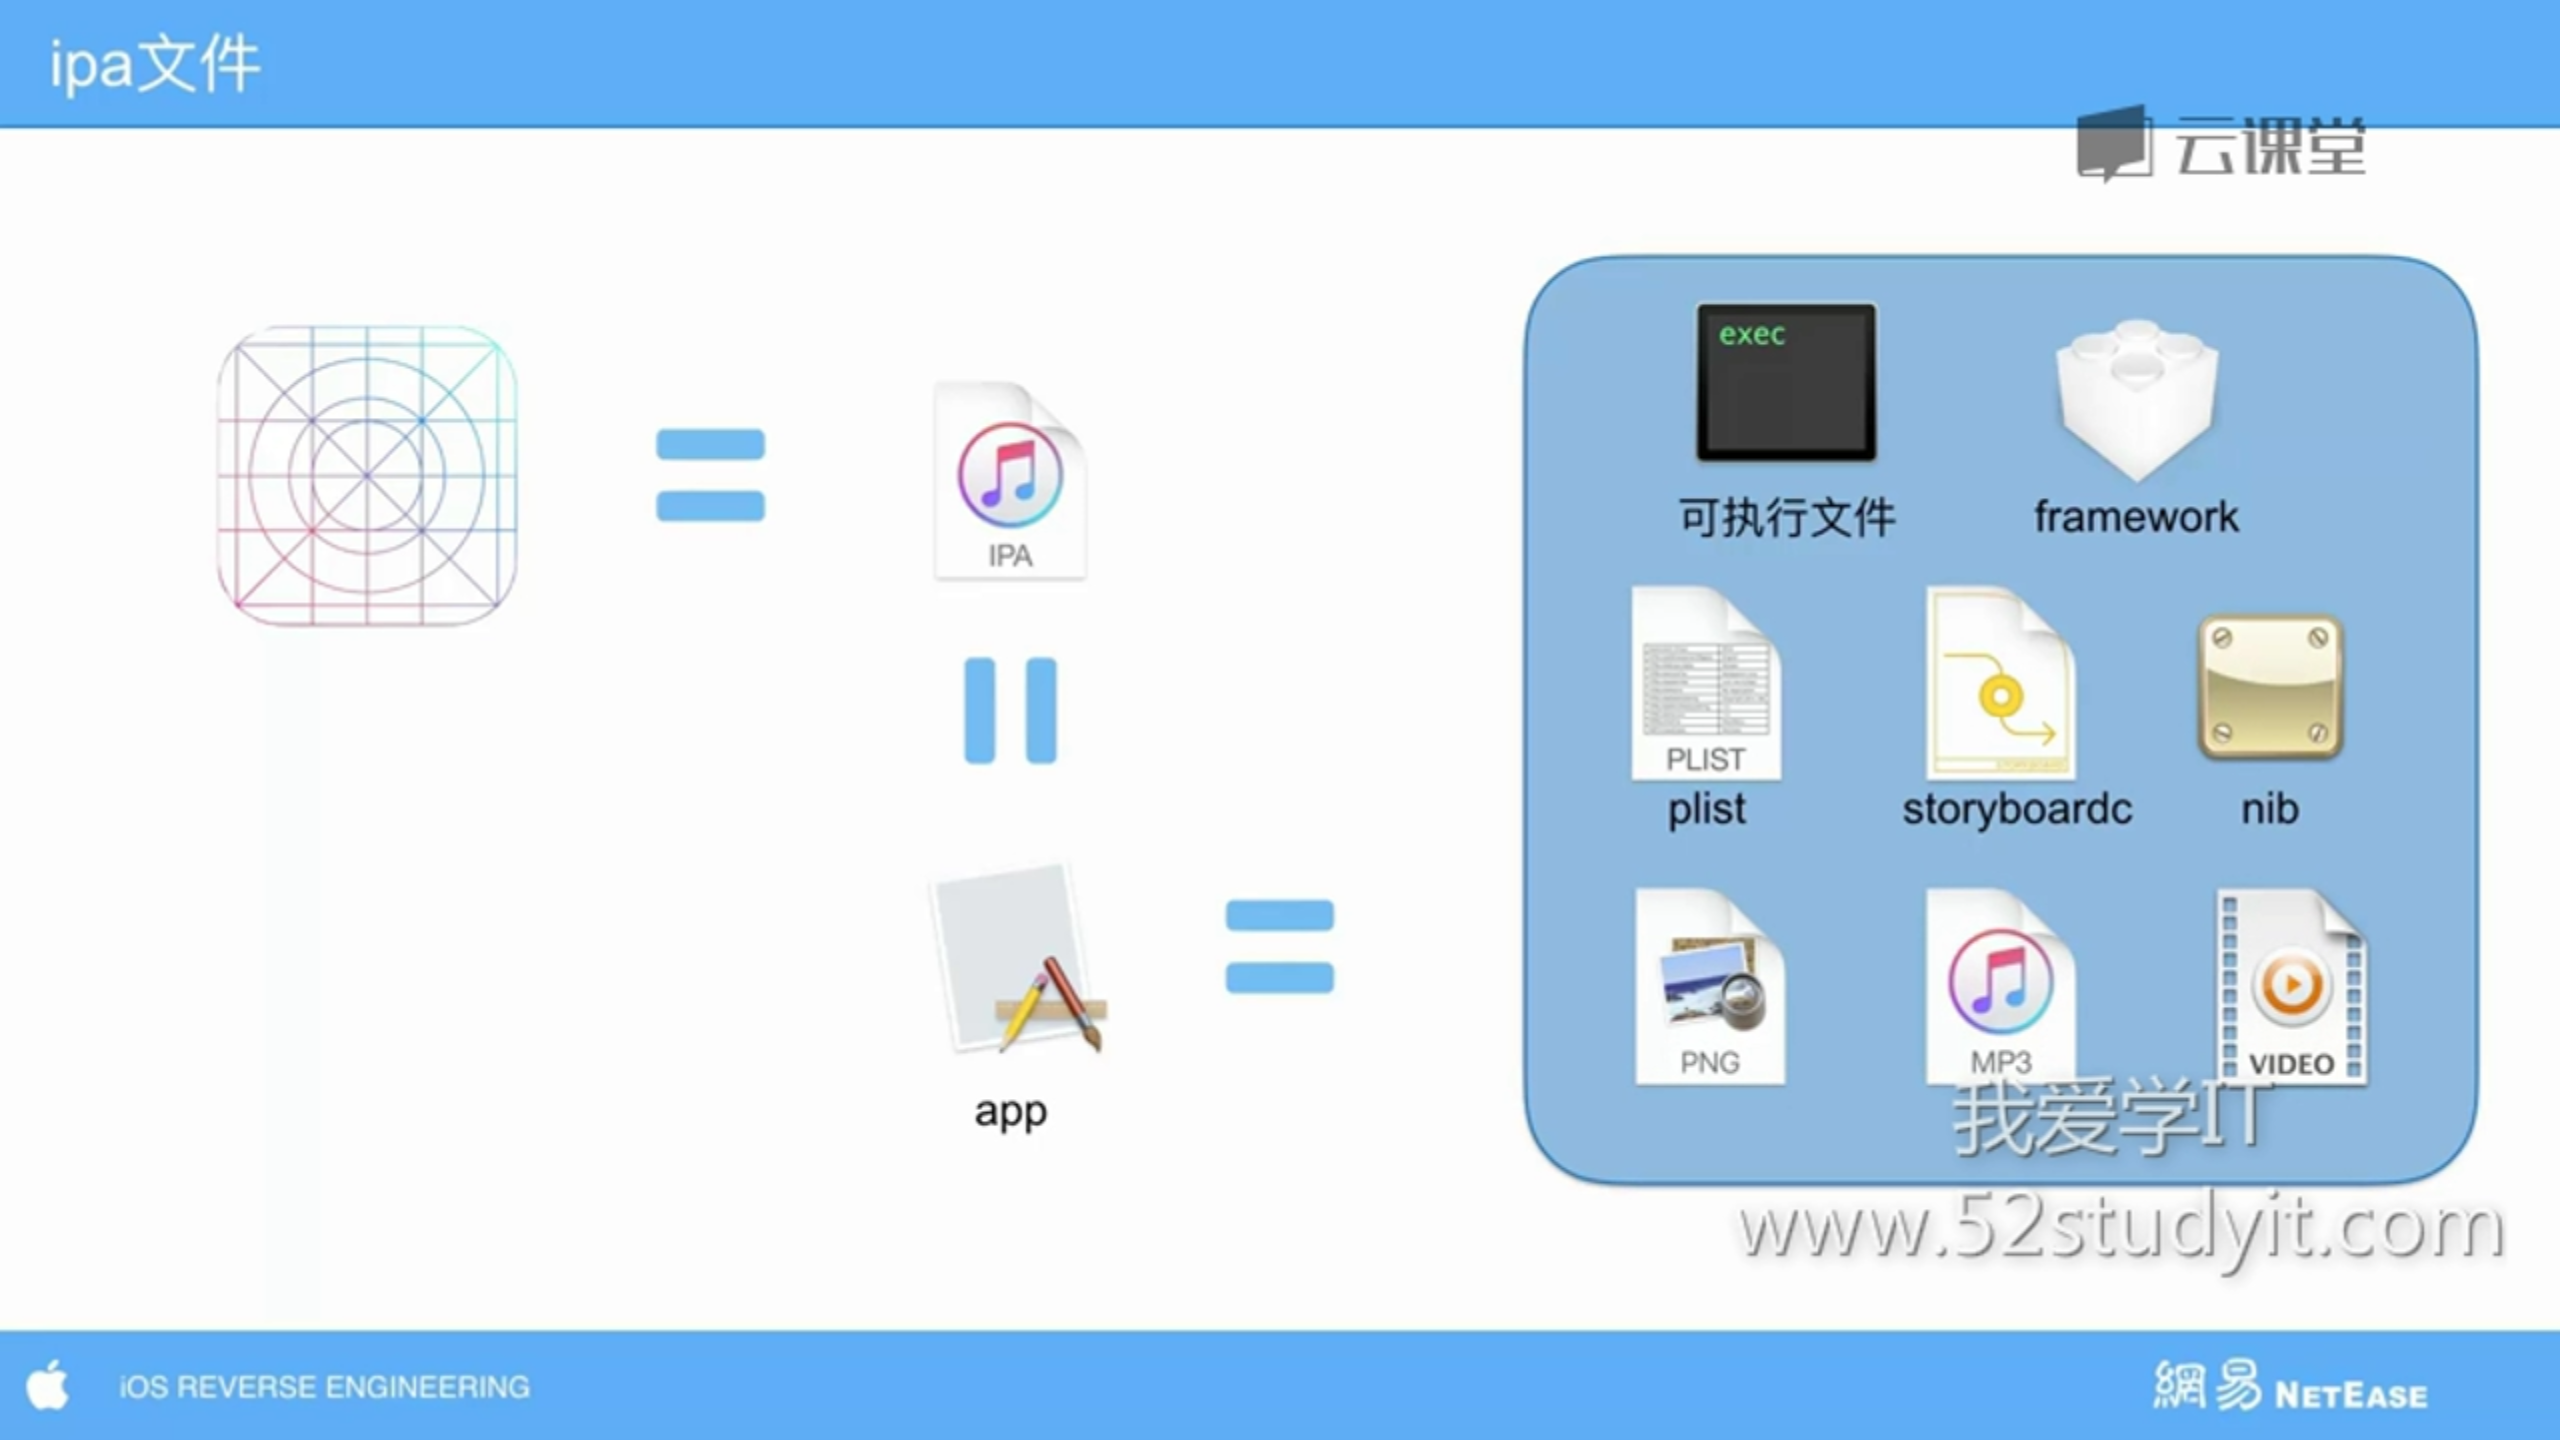 ipa文件
云课堂
exec
可执行文件
framework
IPA
PLIST
plist
storyboardc
nib
app
PNG
MP3
VIDEO
我爱学IT
www.52studyit.com
iOS REVERSE ENGINEERING
網易 NETEASE